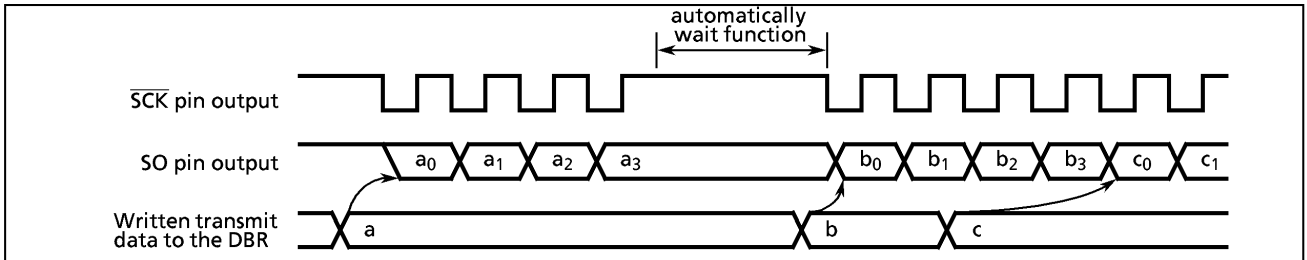 automatically
wait function
S̅C̅K̅ pin output
SO pin output
a0 a1 a2 a3 b0 b1 b2 b3 c0 c1
Written transmit
data to the DBR
a b c